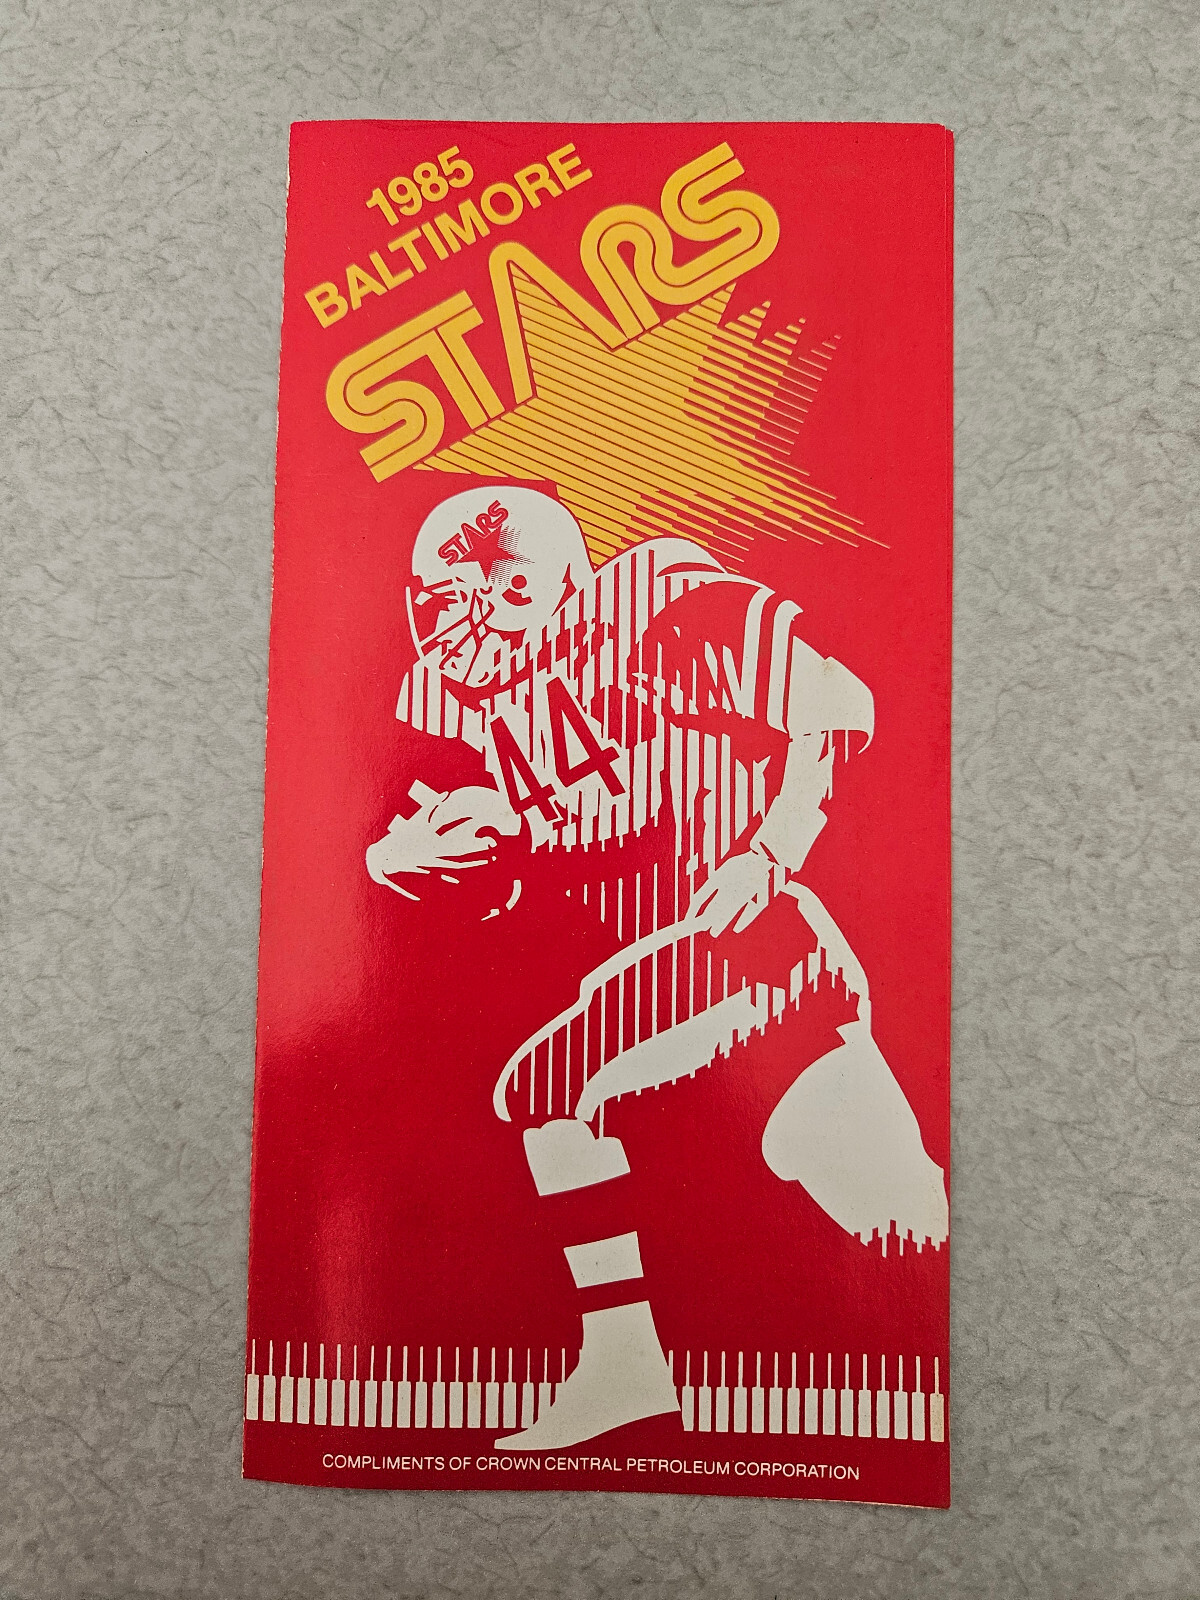 1985
BALTIMORE
STARS
STARS
44
COMPLIMENTS OF CROWN CENTRAL PETROLEUM CORPORATION